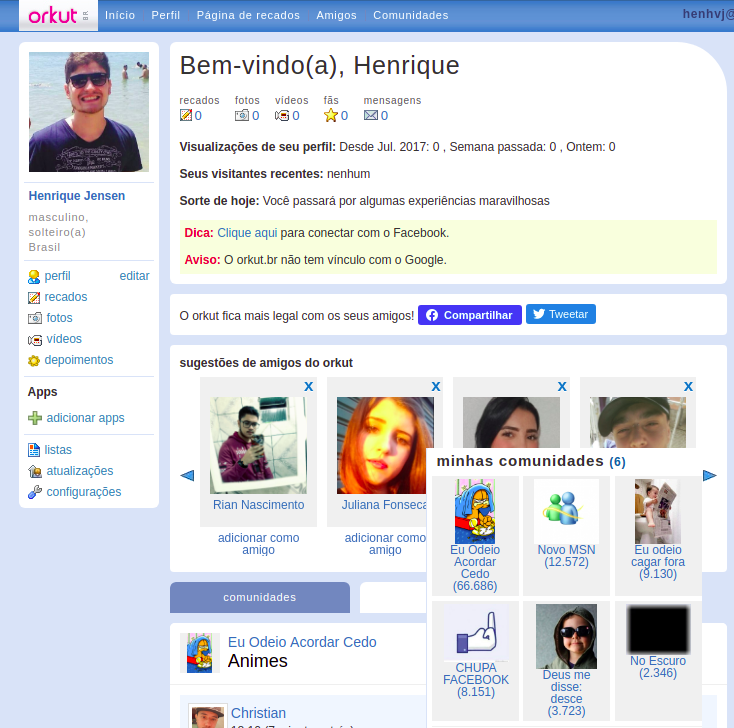 orkut BR Início Perfil Página de recados Amigos Comunidades henhvj@
Bem-vindo(a), Henrique
recados fotos vídeos fãs mensagens
0 0 0 0 0
Visualizações de seu perfil: Desde Jul. 2017: 0 , Semana passada: 0 , Ontem: 0
Seus visitantes recentes: nenhum
Sorte de hoje: Você passará por algumas experiências maravilhosas
Dica: Clique aqui para conectar com o Facebook.
Aviso: O orkut.br não tem vínculo com o Google.
Henrique Jensen
masculino,
solteiro(a)
Brasil
perfil editar
recados
fotos
vídeos
depoimentos
Apps
adicionar apps
listas
atualizações
configurações
O orkut fica mais legal com os seus amigos! Compartilhar Tweetar
sugestões de amigos do orkut
x x x x
Rian Nascimento Juliana Fonseca
adicionar como
amigo
adicionar como
amigo
minhas comunidades (6)
Eu Odeio
Acordar
Cedo
(66.686)
Novo MSN
(12.572)
Eu odeio
cagar fora
(9.130)
CHUPA
FACEBOOK
(8.151)
Deus me
disse:
desce
(3.723)
No Escuro
(2.346)
comunidades
Eu Odeio Acordar Cedo
Animes
Christian